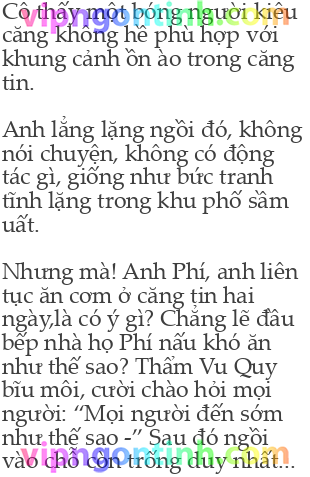 Cô thấy một bóng người kiêu
vipngontinh.com
căng không hề phù hợp với
khung cảnh ồn ào trong căng
tin.
Anh lẳng lặng ngồi đó, không
nói chuyện, không có động
tác gì, giống như bức tranh
tĩnh lặng trong khu phố sầm
uất.
Nhưng mà! Anh Phí, anh liên
tục ăn cơm ở căng tin hai
ngày,là có ý gì? Chẳng lẽ đầu
bếp nhà họ Phí nấu khó ăn
như thế sao? Thẩm Vu Quy
bĩu môi, cười chào hỏi mọi
người: “Mọi người đến sớm
như thế sao -” Sau đó ngồi
vào chỗ còn trống duy nhất...
vipngontinh.com